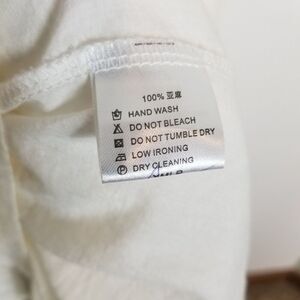 100% 亚麻
HAND WASH
DO NOT BLEACH
DO NOT TUMBLE DRY
LOW IRONING
DRY CLEANING